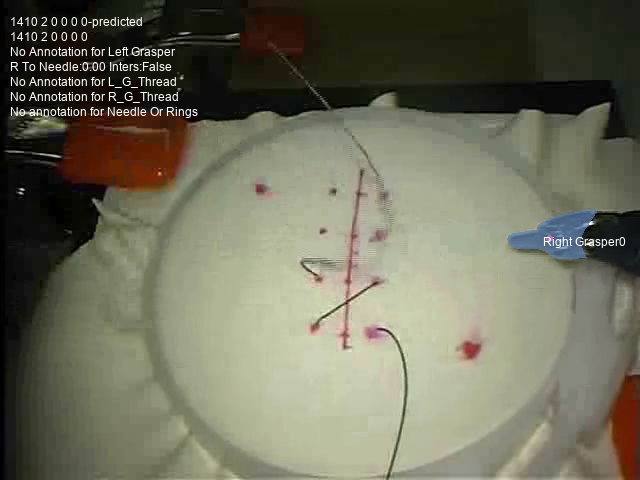 1410 2 0 0 0 0-predicted
1410 2 0 0 0 0
No Annotation for Left Grasper
R To Needle:0.00 Inters:False
No Annotation for L_G_Thread
No Annotation for R_G_Thread
No annotation for Needle Or Rings
Right Grasper0